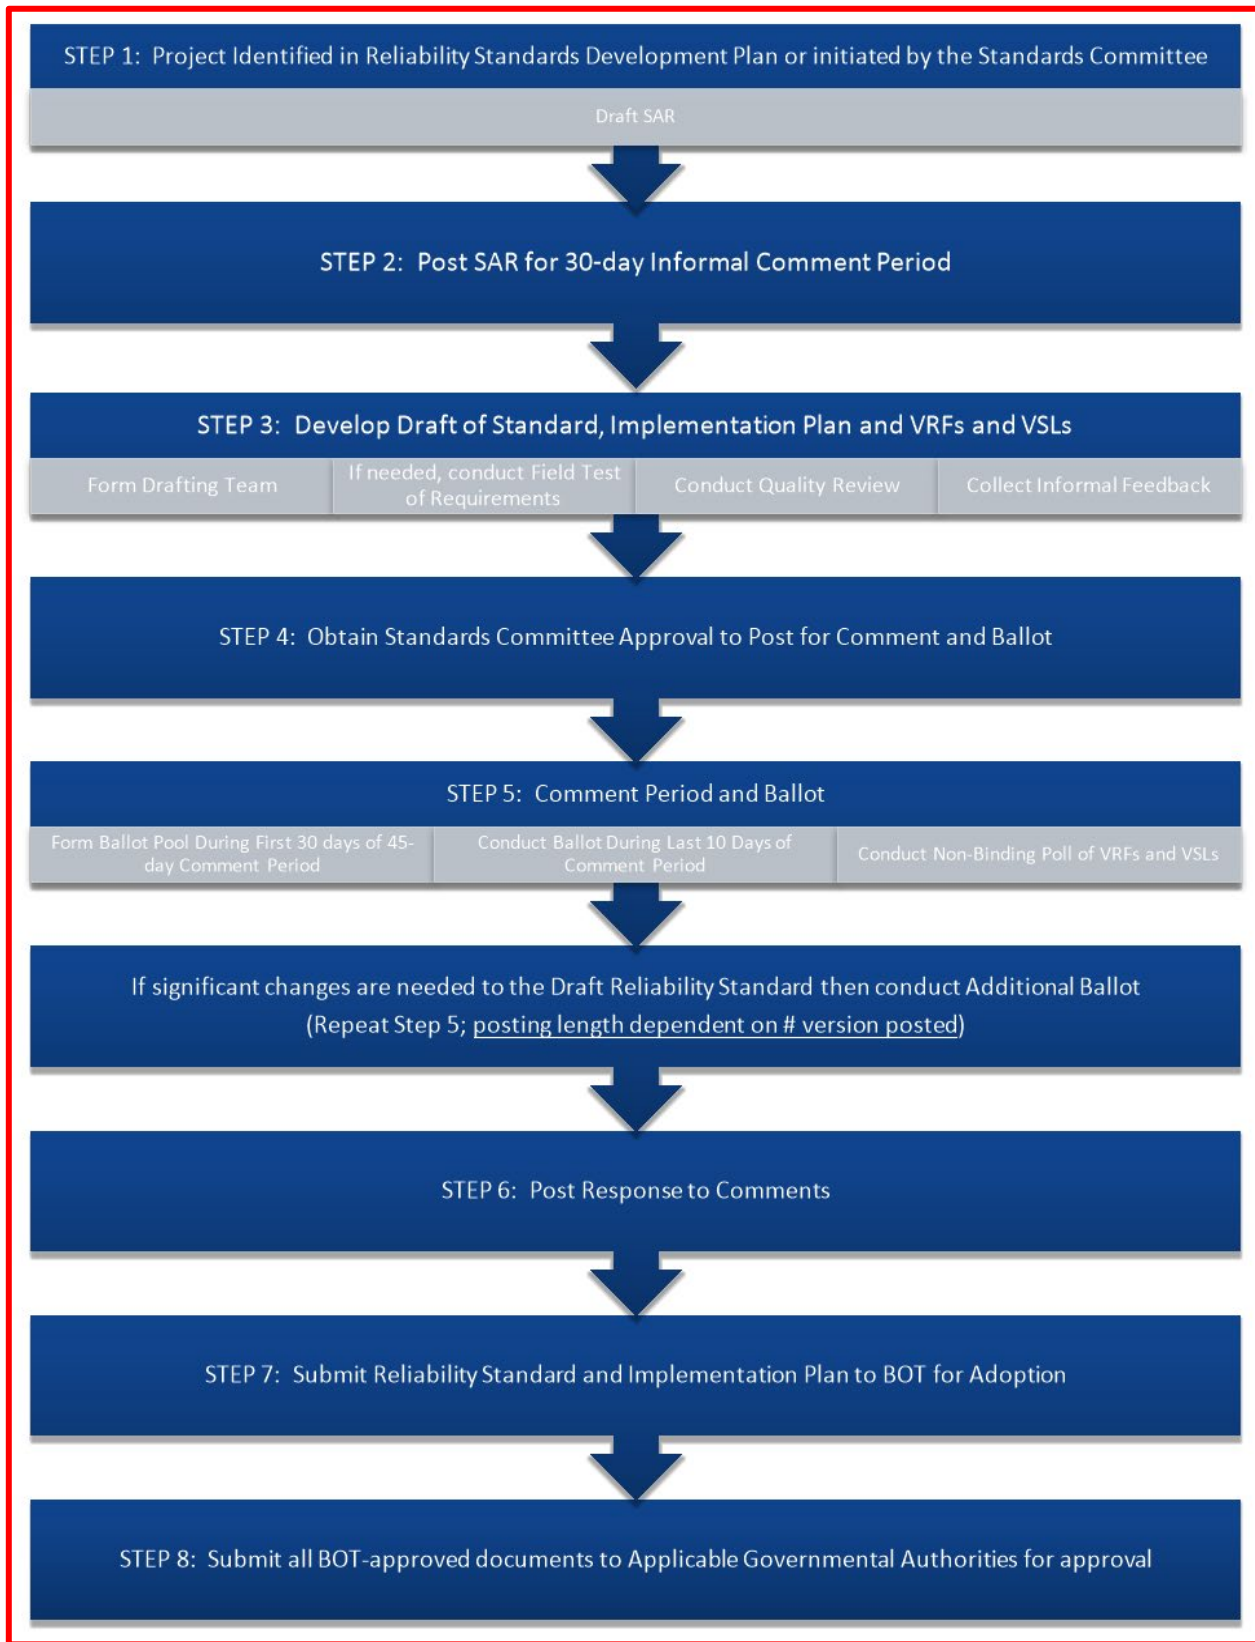 STEP 1: Project Identified in Reliability Standards Development Plan or initiated by the Standards Committee
Draft SAR
STEP 2: Post SAR for 30-day Informal Comment Period
STEP 3: Develop Draft of Standard, Implementation Plan and VRFs and VSLs
Form Drafting Team
If needed, conduct Field Test
of Requirements
Conduct Quality Review
Collect Informal Feedback
STEP 4: Obtain Standards Committee Approval to Post for Comment and Ballot
STEP 5: Comment Period and Ballot
Form Ballot Pool During First 30 days of 45-
day Comment Period
Conduct Ballot During Last 10 Days of
Comment Period
Conduct Non-Binding Poll of VRFs and VSLs
If significant changes are needed to the Draft Reliability Standard then conduct Additional Ballot
(Repeat Step 5; posting length dependent on # version posted)
STEP 6: Post Response to Comments
STEP 7: Submit Reliability Standard and Implementation Plan to BOT for Adoption
STEP 8: Submit all BOT-approved documents to Applicable Governmental Authorities for approval